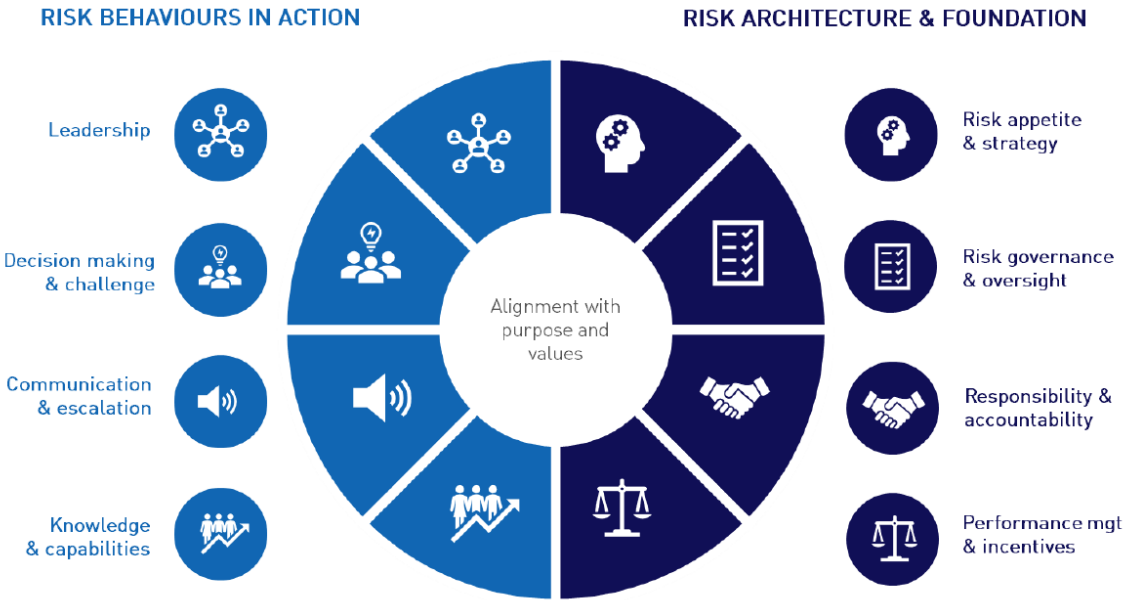 RISK BEHAVIOURS IN ACTION
RISK ARCHITECTURE & FOUNDATION
Leadership
Decision making
& challenge
Communication
& escalation
Knowledge
& capabilities
Alignment with
purpose and
values
Risk appetite
& strategy
Risk governance
& oversight
Responsibility &
accountability
Performance mgt
& incentives